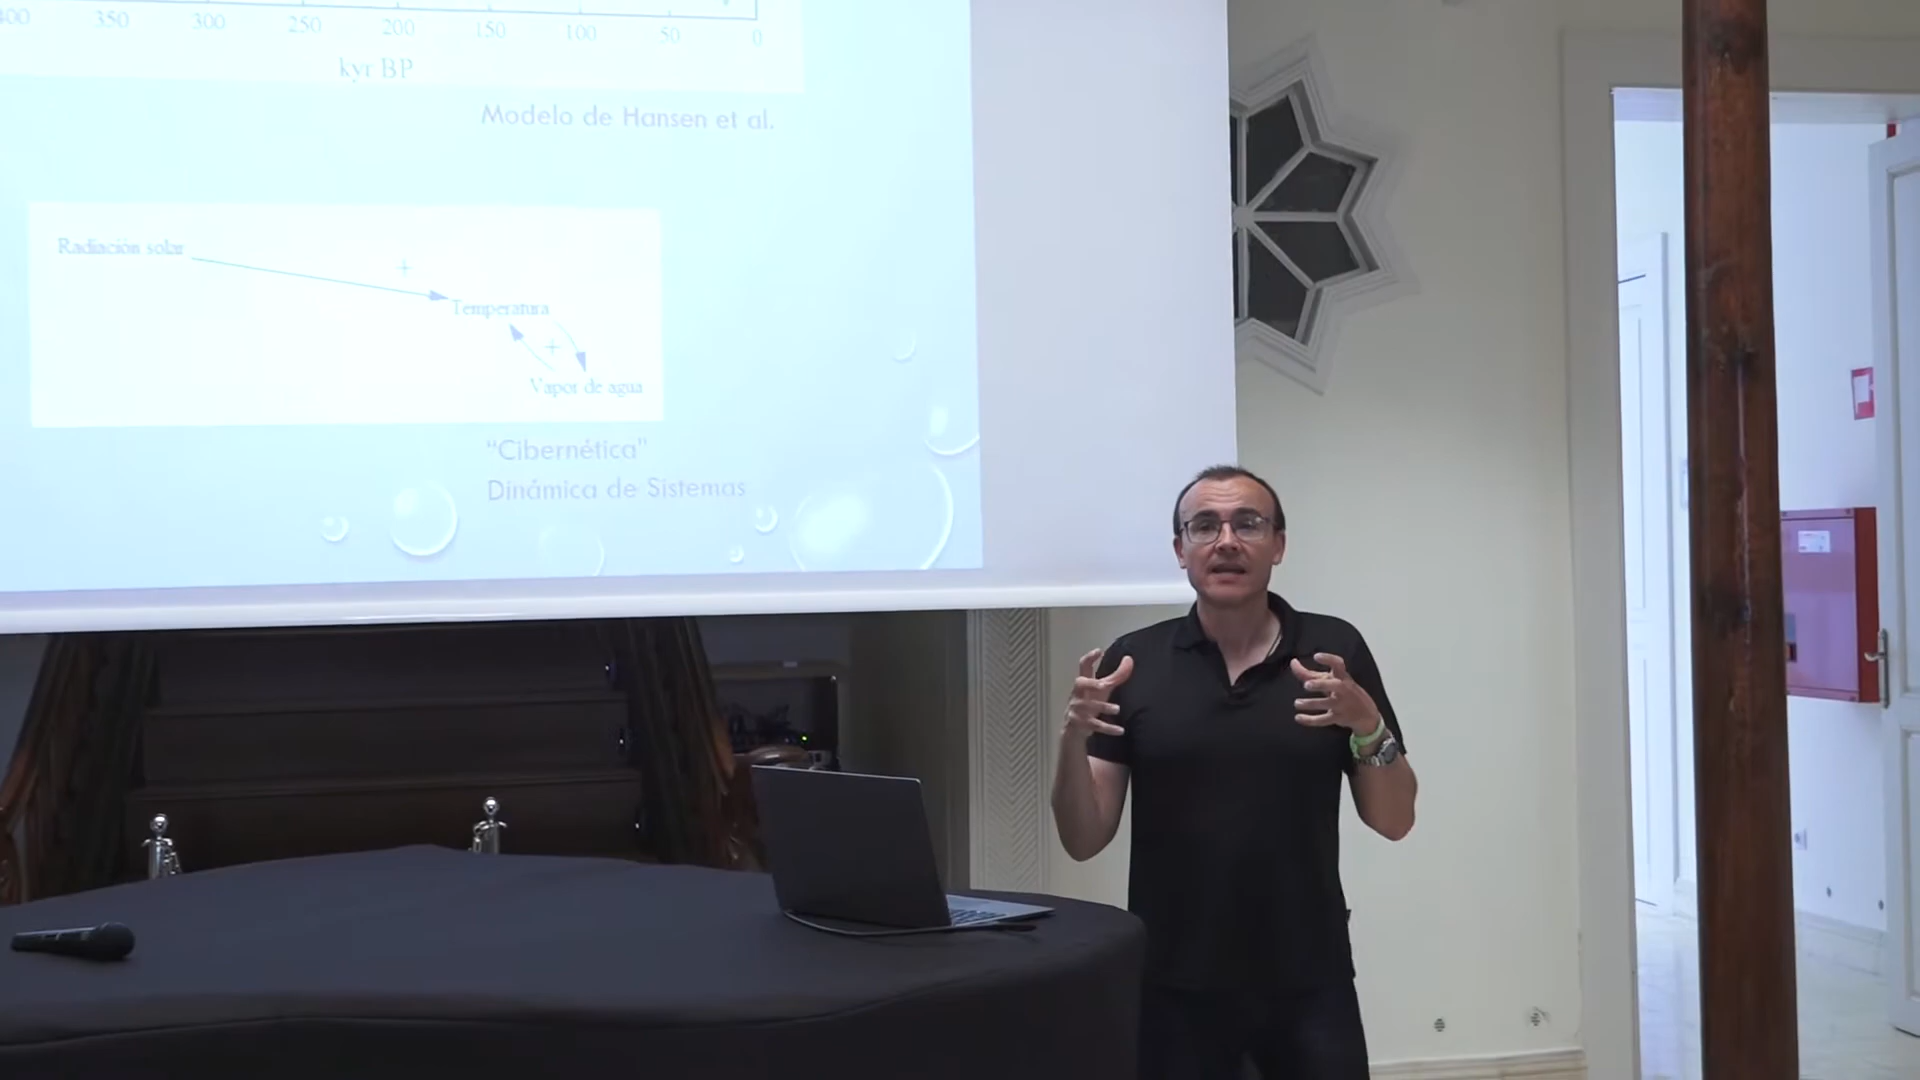 400 350 300 250 200 150 100 50 0
kyr BP
Modelo de Hansen et al.
Radiación solar
+
Temperatura
+
Vapor de agua
“Cibernética"
Dinámica de Sistemas